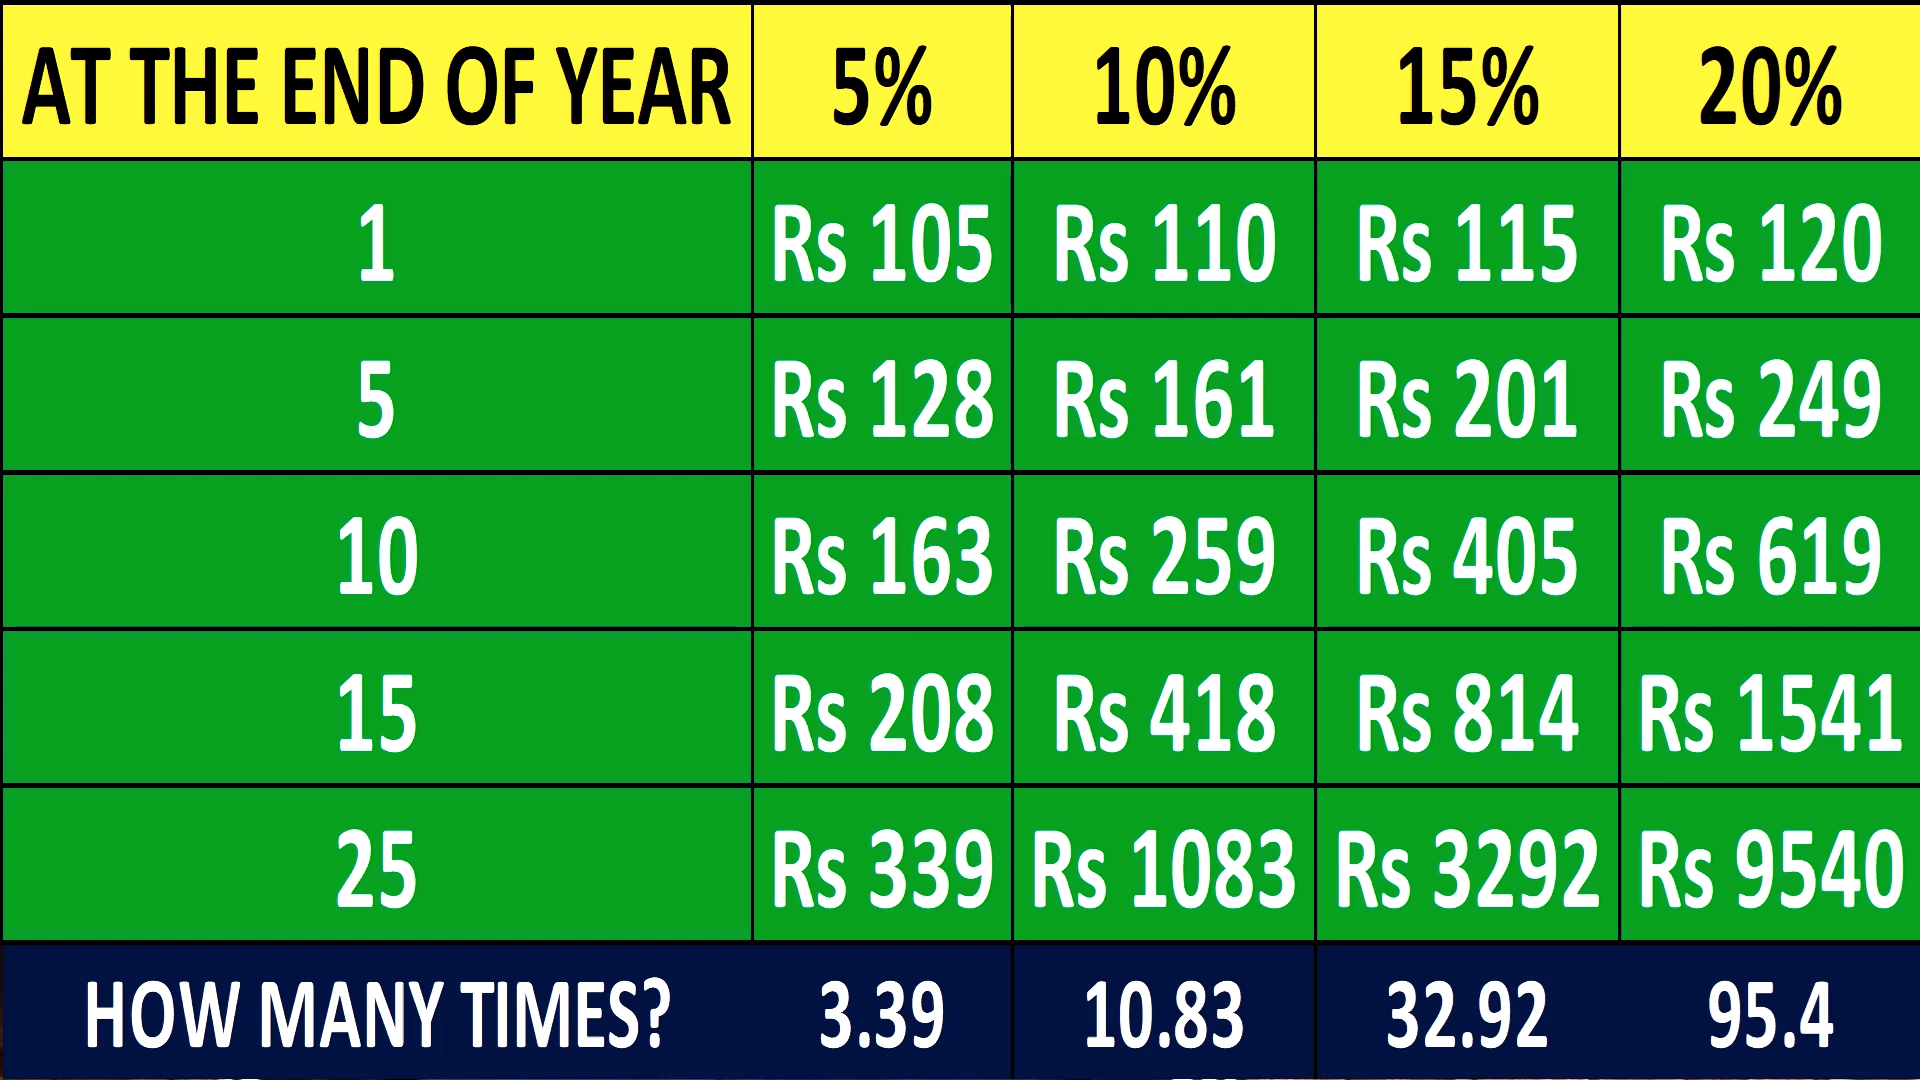 AT THE END OF YEAR 5% 10% 15% 20%
1 Rs 105 Rs 110 Rs 115 Rs 120
5 Rs 128 Rs 161 Rs 201 Rs 249
10 Rs 163 Rs 259 Rs 405 Rs 619
15 Rs 208 Rs 418 Rs 814 Rs 1541
25 Rs 339 Rs 1083 Rs 3292 Rs 9540
HOW MANY TIMES? 3.39 10.83 32.92 95.4